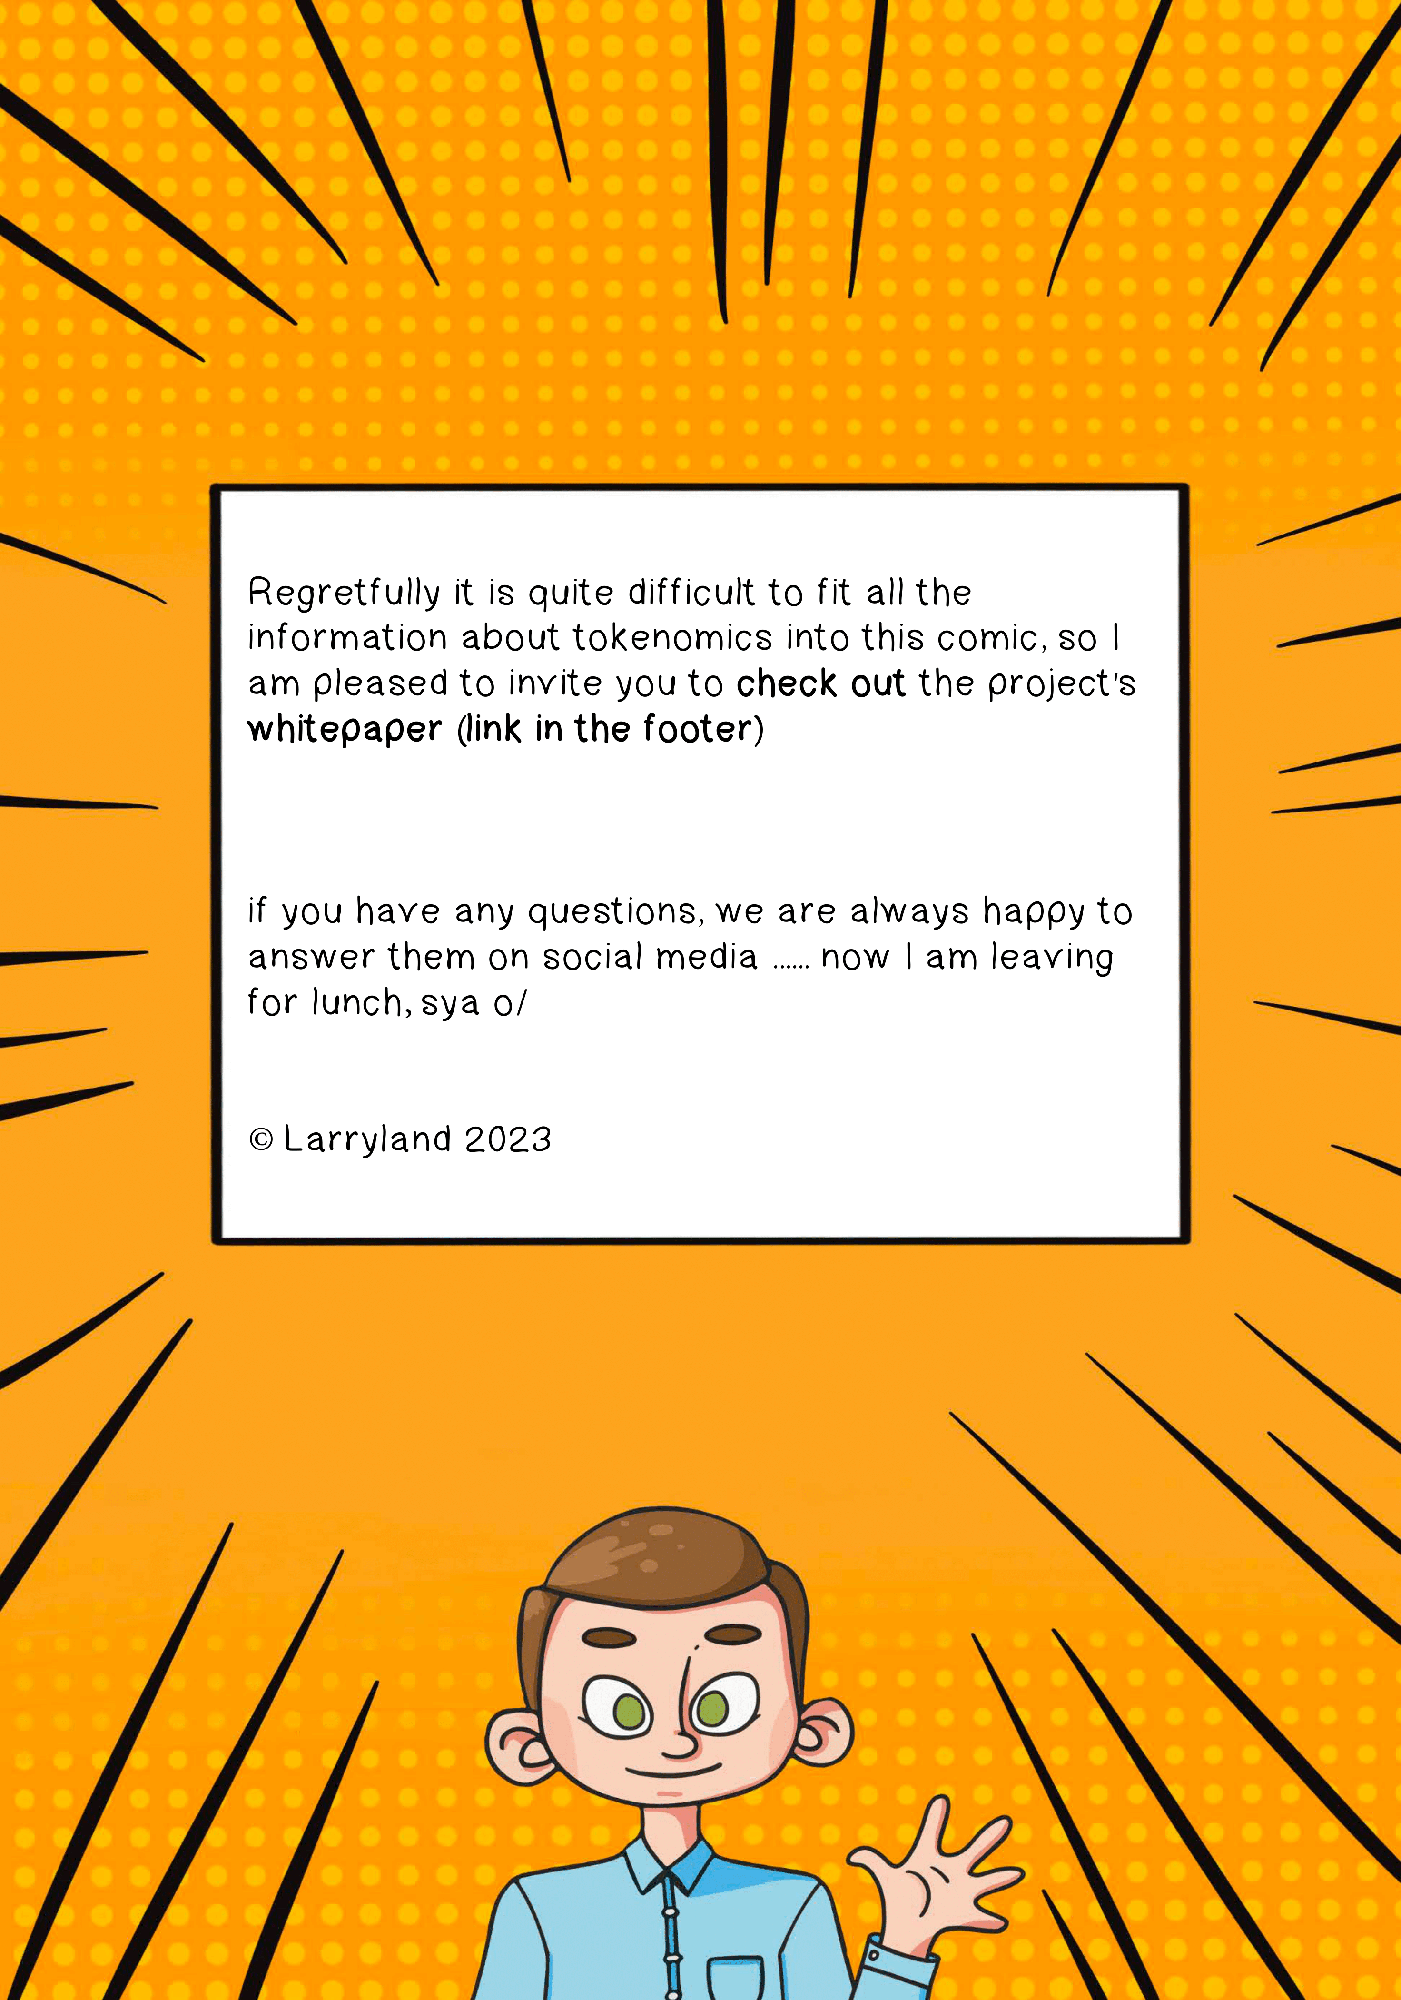 Regretfully it is quite difficult to fit all the
information about tokenomics into this comic, so I
am pleased to invite you to check out the project's
whitepaper (link in the footer)
if you have any questions, we are always happy to
answer them on social media ...... now I am leaving
for lunch, sya o/
© Larryland 2023